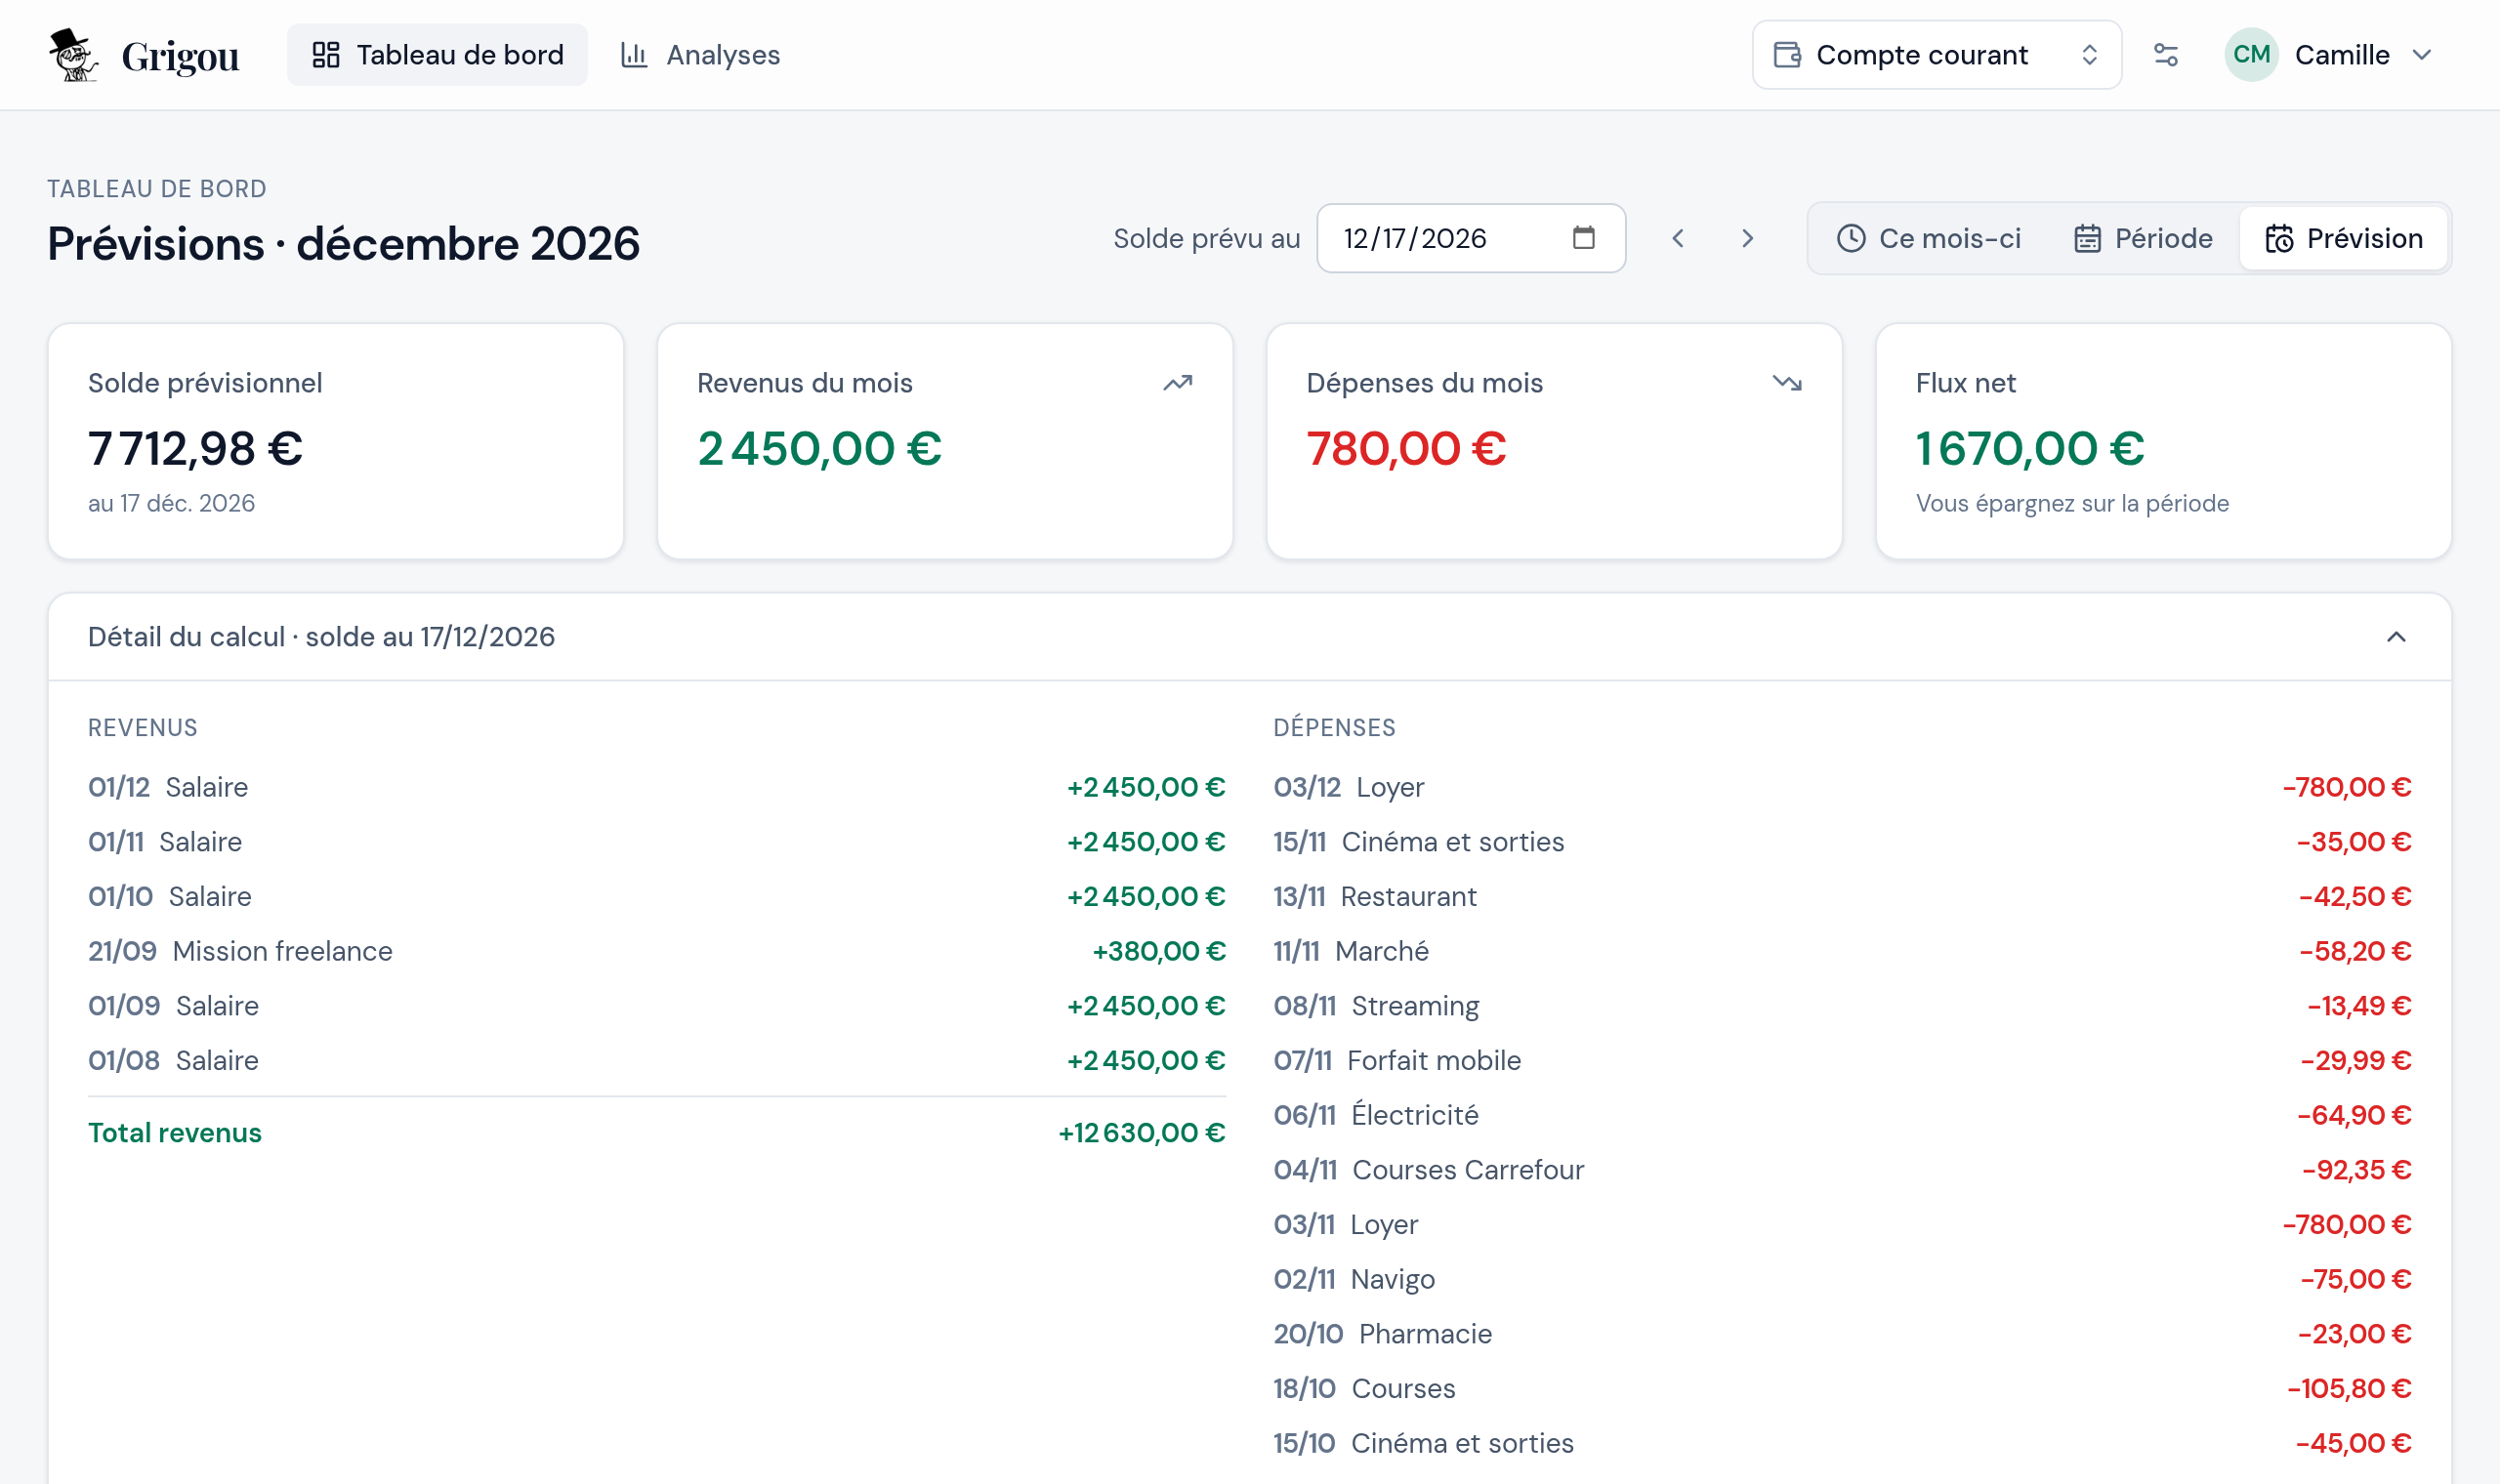 Grigou
Tableau de bord
Analyses
Compte courant
CM
Camille
TABLEAU DE BORD
Prévisions · décembre 2026
Solde prévu au
12/17/2026
Ce mois-ci
Période
Prévision
Solde prévisionnel
7 712,98 €
au 17 déc. 2026
Revenus du mois
2 450,00 €
Dépenses du mois
780,00 €
Flux net
1 670,00 €
Vous épargnez sur la période
Détail du calcul · solde au 17/12/2026
REVENUS
01/12 Salaire +2 450,00 €
01/11 Salaire +2 450,00 €
01/10 Salaire +2 450,00 €
21/09 Mission freelance +380,00 €
01/09 Salaire +2 450,00 €
01/08 Salaire +2 450,00 €
Total revenus +12 630,00 €
DÉPENSES
03/12 Loyer -780,00 €
15/11 Cinéma et sorties -35,00 €
13/11 Restaurant -42,50 €
11/11 Marché -58,20 €
08/11 Streaming -13,49 €
07/11 Forfait mobile -29,99 €
06/11 Électricité -64,90 €
04/11 Courses Carrefour -92,35 €
03/11 Loyer -780,00 €
02/11 Navigo -75,00 €
20/10 Pharmacie -23,00 €
18/10 Courses -105,80 €
15/10 Cinéma et sorties -45,00 €